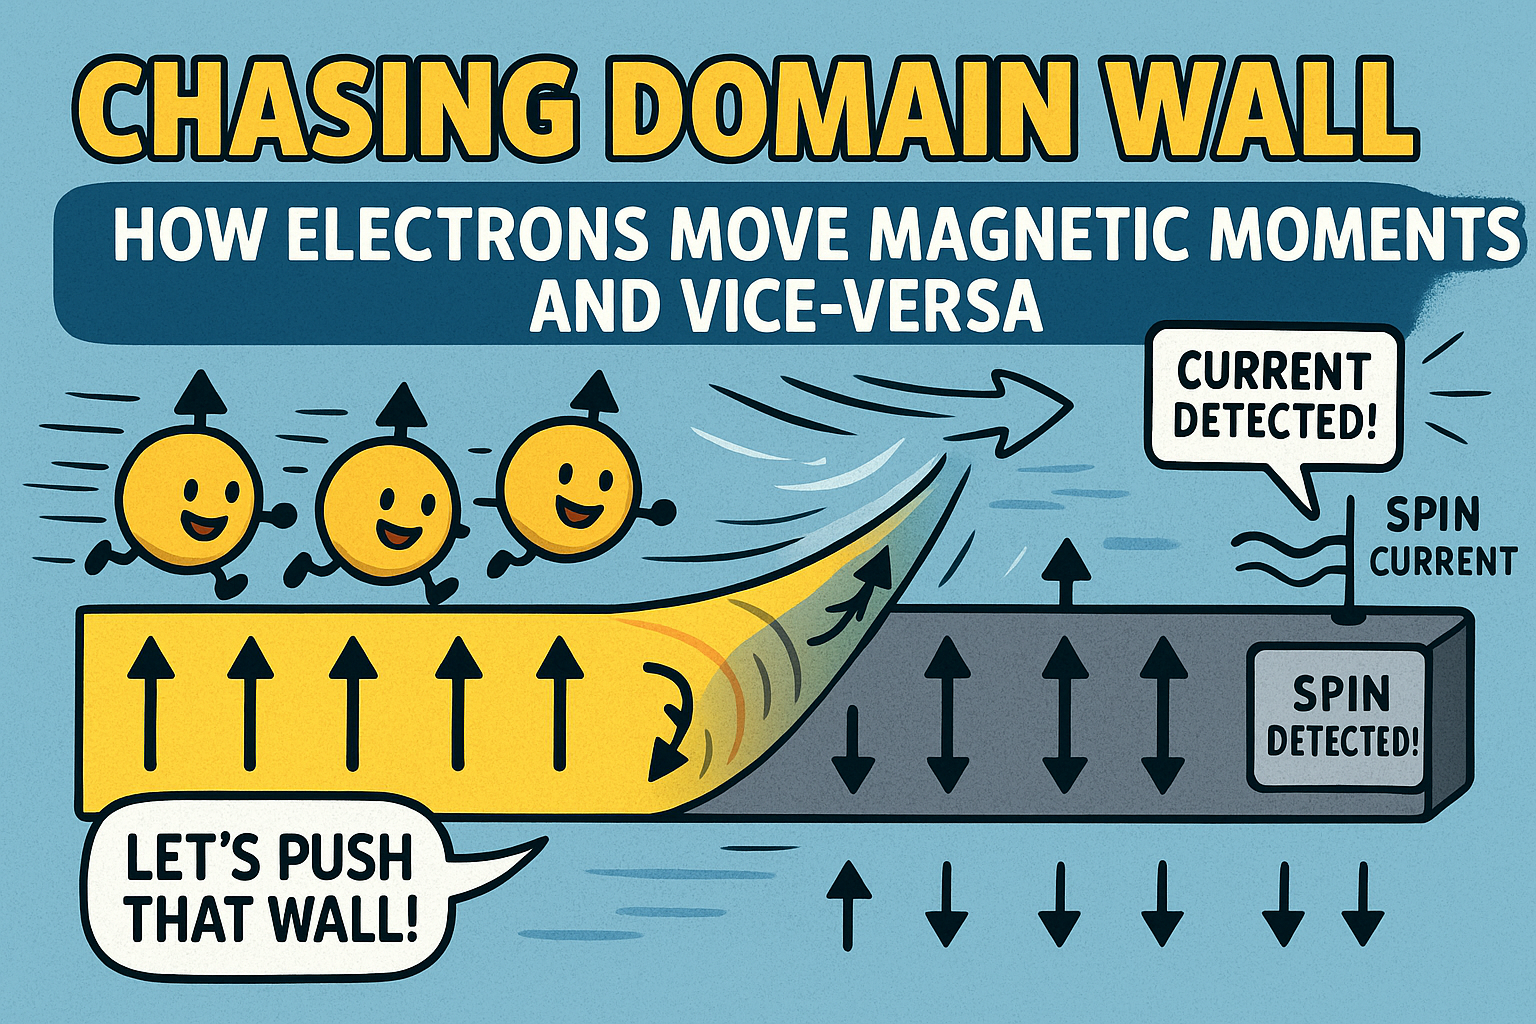 CHASING DOMAIN WALL
HOW ELECTRONS MOVE MAGNETIC MOMENTS
AND VICE-VERSA
CURRENT
DETECTED!
SPIN
CURRENT
SPIN
DETECTED!
LET'S PUSH
THAT WALL!